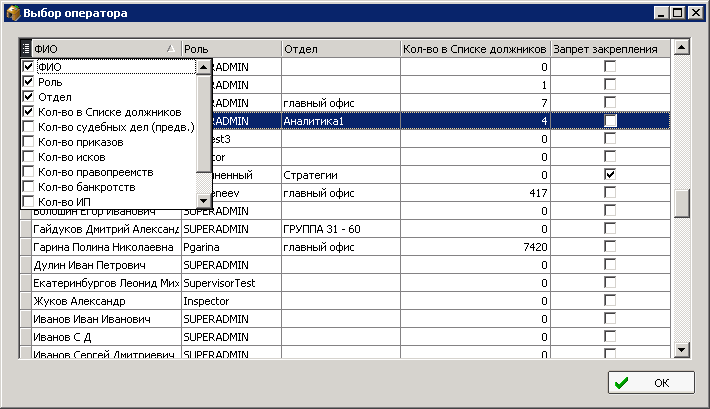 Выбор оператора
ФИО Роль Отдел Кол-во в Списке должников Запрет закрепления
ФИО
Роль
Отдел
Кол-во в Списке должников
Кол-во судебных дел (предв.)
Кол-во приказов
Кол-во исков
Кол-во правопреемств
Кол-во банкротств
Кол-во ИП
RADMIN 0
RADMIN 1
RADMIN главный офис 7
RADMIN Аналитика1 4
est3 0
tor 0
ненный Стратегии 0
eneev главный офис 417
Волошин Егор Иванович SUPERADMIN 0
Гайдуков Дмитрий Александ SUPERADMIN ГРУППА 31 - 60 0
Гарина Полина Николаевна Pgarina главный офис 7420
Дулин Иван Петрович SUPERADMIN 0
Екатеринбургов Леонид Мих SupervisorTest 0
Жуков Александр Inspector 0
Иванов Иван Иванович SUPERADMIN 0
Иванов С Д SUPERADMIN 0
Иванов Сергей Дмитриевич SUPERADMIN 0
OK